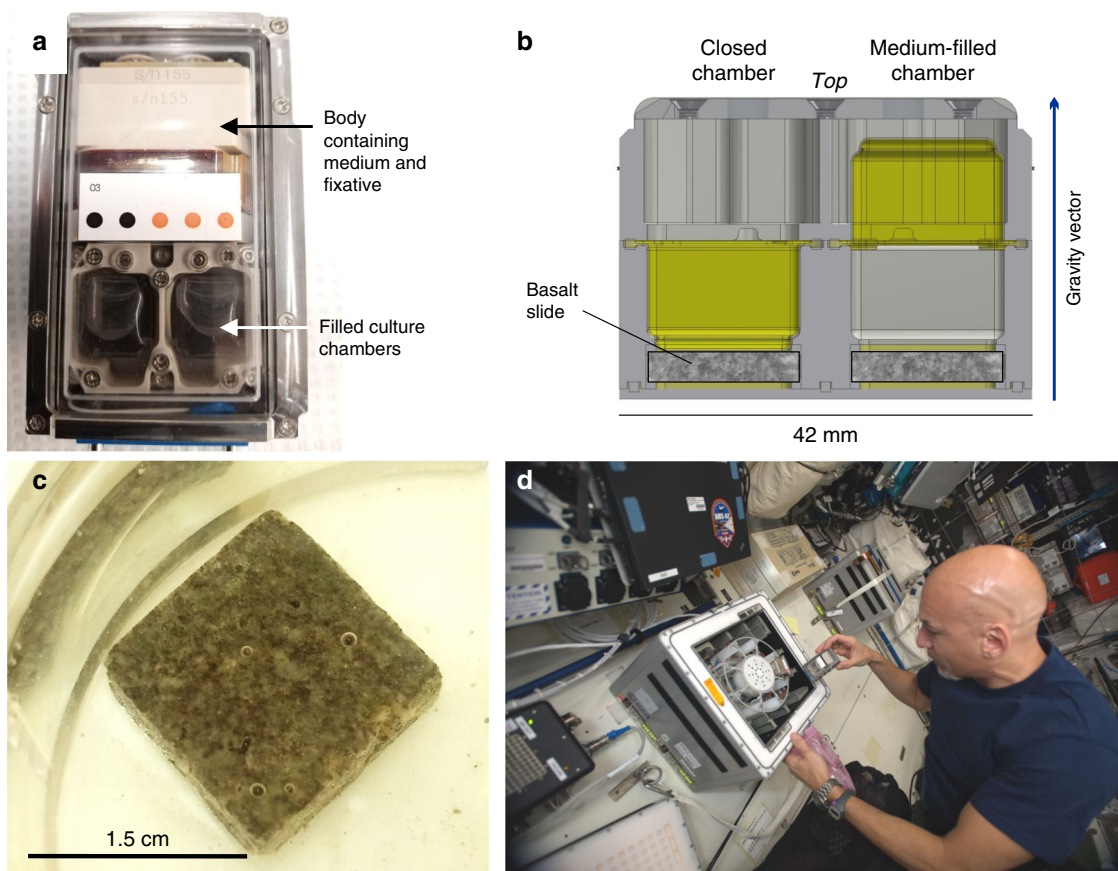 a
s/n 155
s/n155
03
Body
containing
medium and
fixative
Filled culture
chambers
b
Closed
chamber
Top
Medium-filled
chamber
Basalt
slide
Gravity vector
42 mm
c
1.5 cm
d